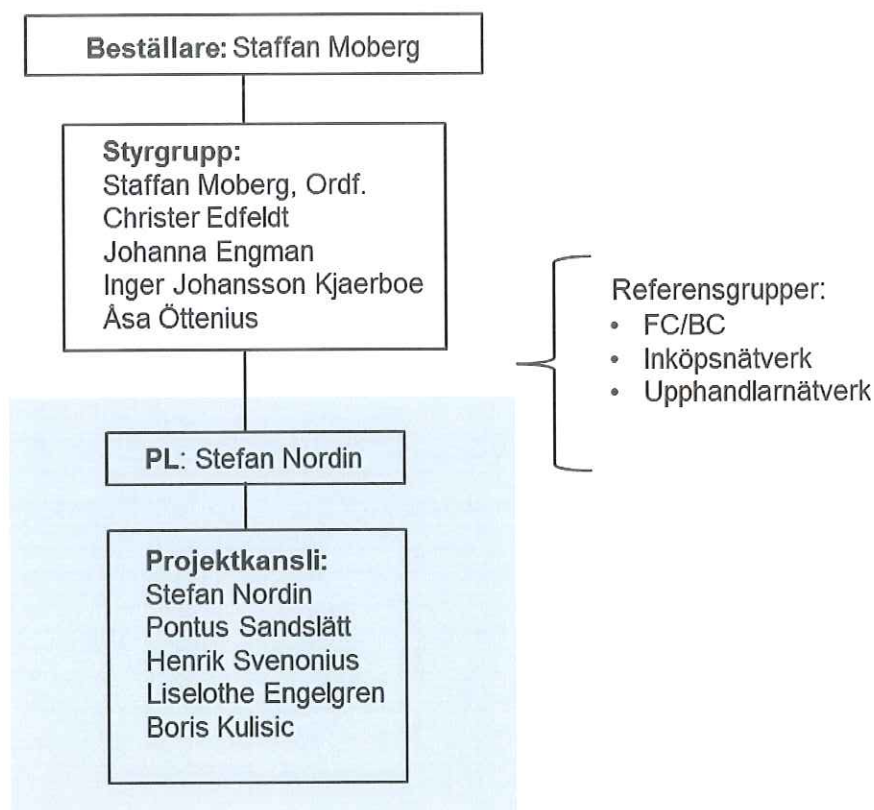 Beställare: Staffan Moberg
Styrgrupp:
Staffan Moberg, Ordf.
Christer Edfeldt
Johanna Engman
Inger Johansson Kjaerboe
Åsa Öttenius
Referensgrupper:
• FC/BC
• Inköpsnätverk
• Upphandlarnätverk
PL: Stefan Nordin
Projektkansli:
Stefan Nordin
Pontus Sandslätt
Henrik Svenonius
Liselothe Engelgren
Boris Kulisic